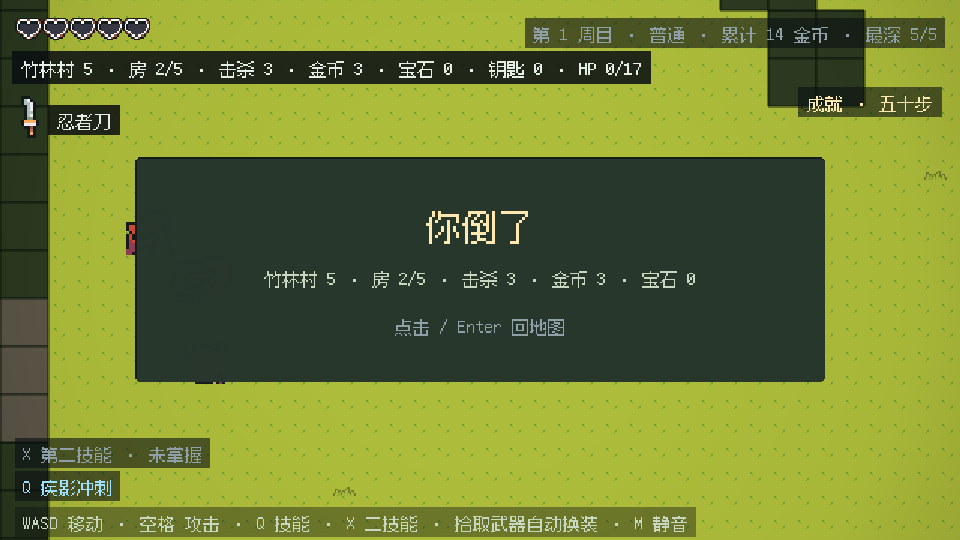 第 1 周目 · 普通 · 累计 14 金币 · 最深 5/5
竹林村 5 · 房 2/5 · 击杀 3 · 金币 3 · 宝石 0 · 钥匙 0 · HP 0/17
成就 · 五十步
忍者刀
你倒了
竹林村 5 · 房 2/5 · 击杀 3 · 金币 3 · 宝石 0
点击 / Enter 回地图
X 第二技能 · 未掌握
Q 疾影冲刺
WASD 移动 · 空格 攻击 · Q 技能 · X 二技能 · 拾取武器自动换装 · M 静音